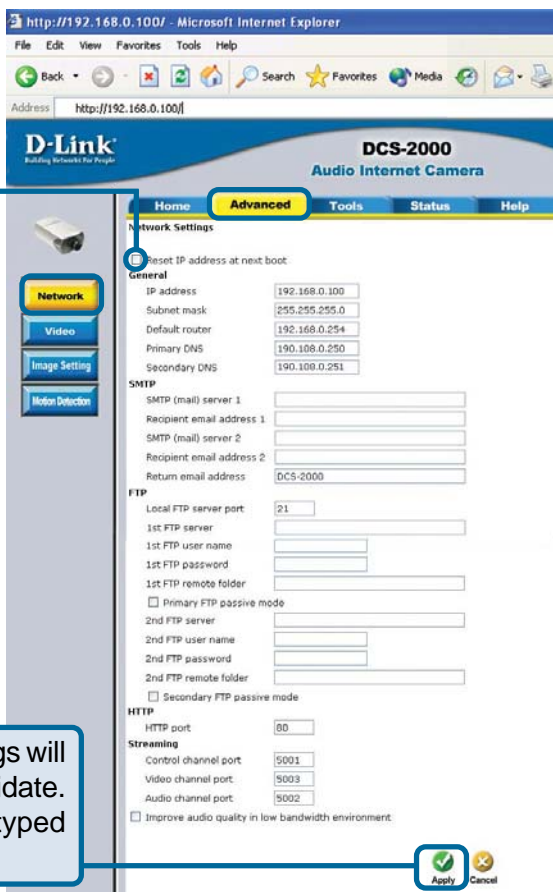 http://192.168.0.100/ - Microsoft Internet Explorer
File Edit View Favorites Tools Help
Back Search Favorites Media
Address http://192.168.0.100/
D-Link
Building Networks For People
DCS-2000
Audio Internet Camera
Home Advanced Tools Status Help
Network Settings
Reset IP address at next boot
General
Network
IP address 192.168.0.100
Subnet mask 255.255.255.0
Video
Default router 192.168.0.254
Primary DNS 190.108.0.250
Image Setting
Secondary DNS 190.108.0.251
SMTP
Motion Detection
SMTP (mail) server 1
Recipient email address 1
SMTP (mail) server 2
Recipient email address 2
Return email address DCS-2000
FTP
Local FTP server port 21
1st FTP server
1st FTP user name
1st FTP password
1st FTP remote folder
Primary FTP passive mode
2nd FTP server
2nd FTP user name
2nd FTP password
2nd FTP remote folder
Secondary FTP passive mode
HTTP
HTTP port 80
Streaming
Control channel port 5001
Video channel port 5003
Audio channel port 5002
Improve audio quality in low bandwidth environment
gs will
idate.
typed
Apply Cancel